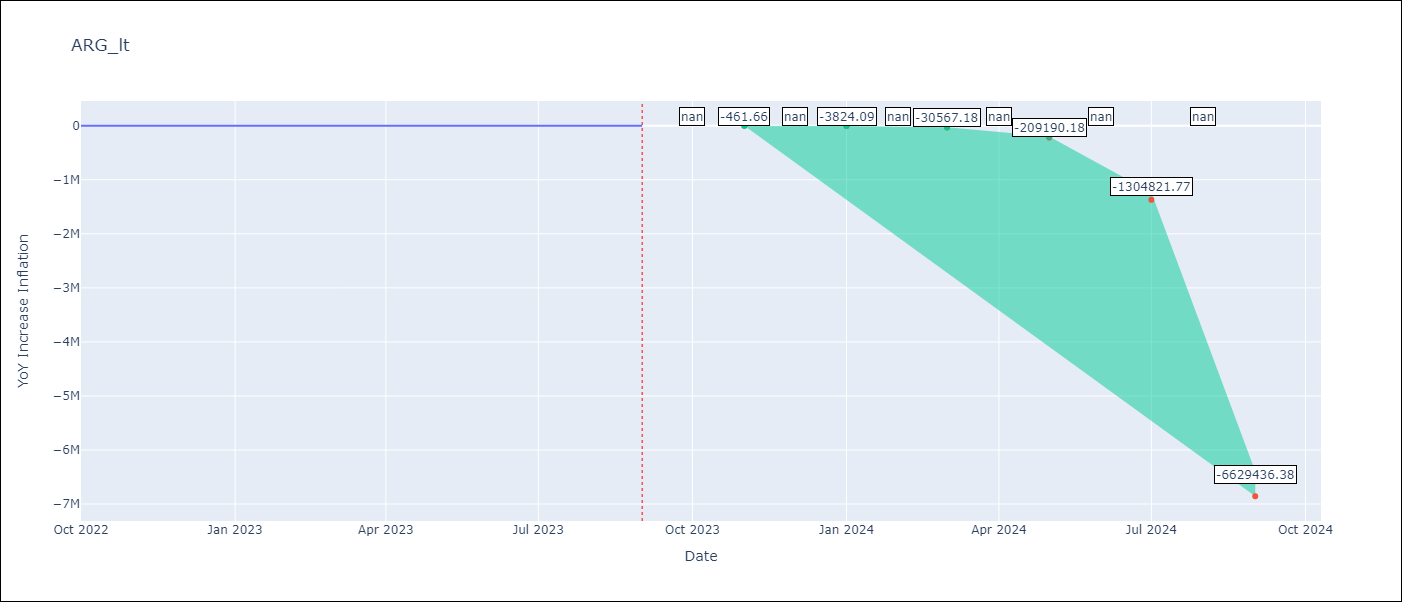 ARG_lt
nan -461.66 nan -3824.09 nan -30567.18 nan -209190.18 nan nan
-1304821.77
-6629436.38
0
−1M
−2M
−3M
−4M
−5M
−6M
−7M
YoY Increase Inflation
Oct 2022 Jan 2023 Apr 2023 Jul 2023 Oct 2023 Jan 2024 Apr 2024 Jul 2024 Oct 2024
Date